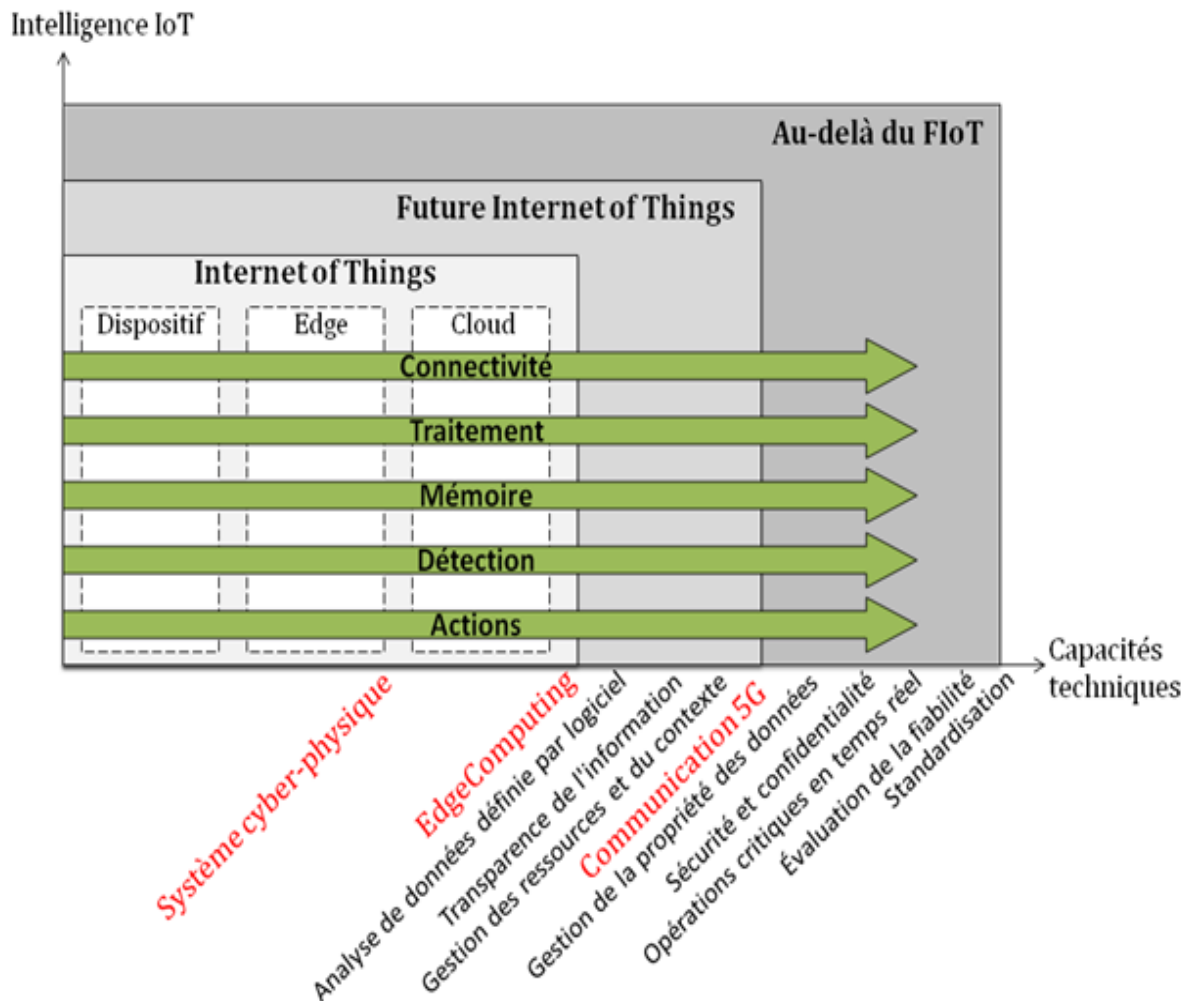 Intelligence IoT
Au-delà du FIoT
Future Internet of Things
Internet of Things
Dispositif
Edge
Cloud
Connectivité
Traitement
Mémoire
Détection
Actions
Capacités
techniques
Système cyber-physique
EdgeComputing
Analyse de données définie par logiciel
Transparence de l'information
Gestion des ressources et du contexte
Communication 5G
Gestion de la propriété des données
Sécurité et confidentialité
Opérations critiques en temps réel
Évaluation de la fiabilité
Standardisation